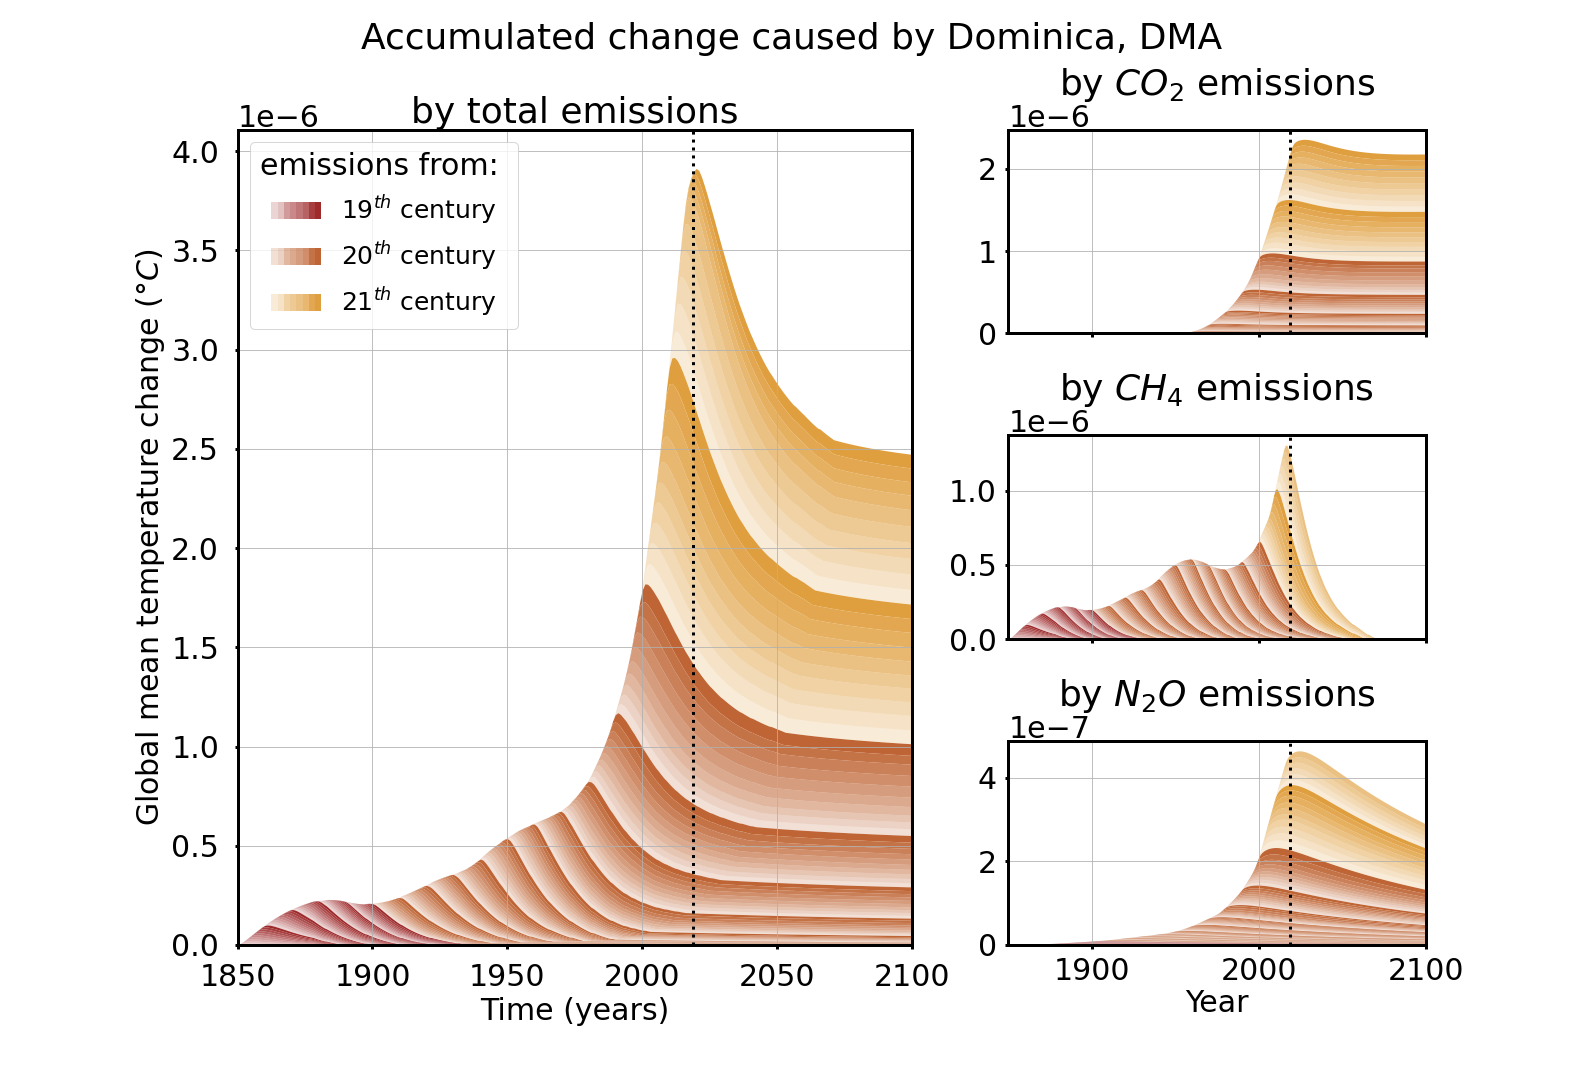 Accumulated change caused by Dominica, DMA
by total emissions
1e−6
4.0
3.5
3.0
2.5
2.0
1.5
1.0
0.5
0.0
Global mean temperature change (°C)
emissions from:
19th century
20th century
21th century
1850 1900 1950 2000 2050 2100
Time (years)
by CO2 emissions
1e−6
2
1
0
by CH4 emissions
1e−6
1.0
0.5
0.0
by N2O emissions
1e−7
4
2
0
1900 2000 2100
Year